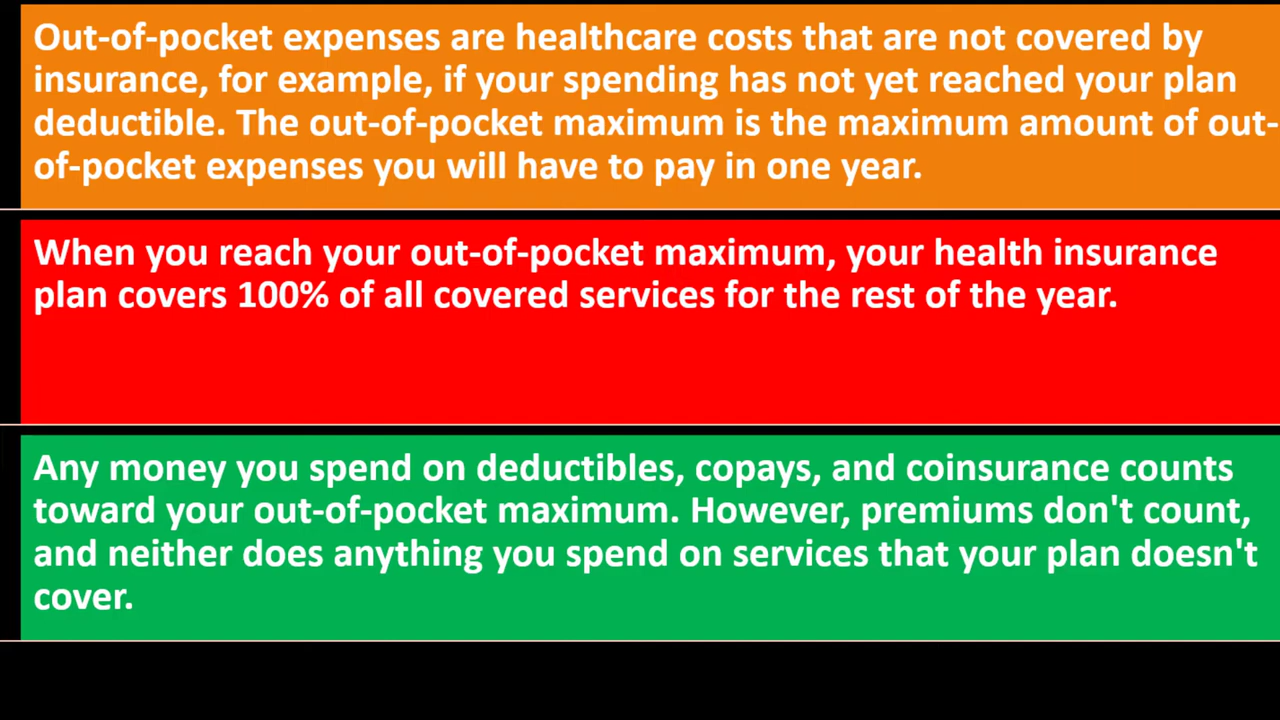 Out-of-pocket expenses are healthcare costs that are not covered by
insurance, for example, if your spending has not yet reached your plan
deductible. The out-of-pocket maximum is the maximum amount of out-
of-pocket expenses you will have to pay in one year.
When you reach your out-of-pocket maximum, your health insurance
plan covers 100% of all covered services for the rest of the year.
Any money you spend on deductibles, copays, and coinsurance counts
toward your out-of-pocket maximum. However, premiums don't count,
and neither does anything you spend on services that your plan doesn't
cover.